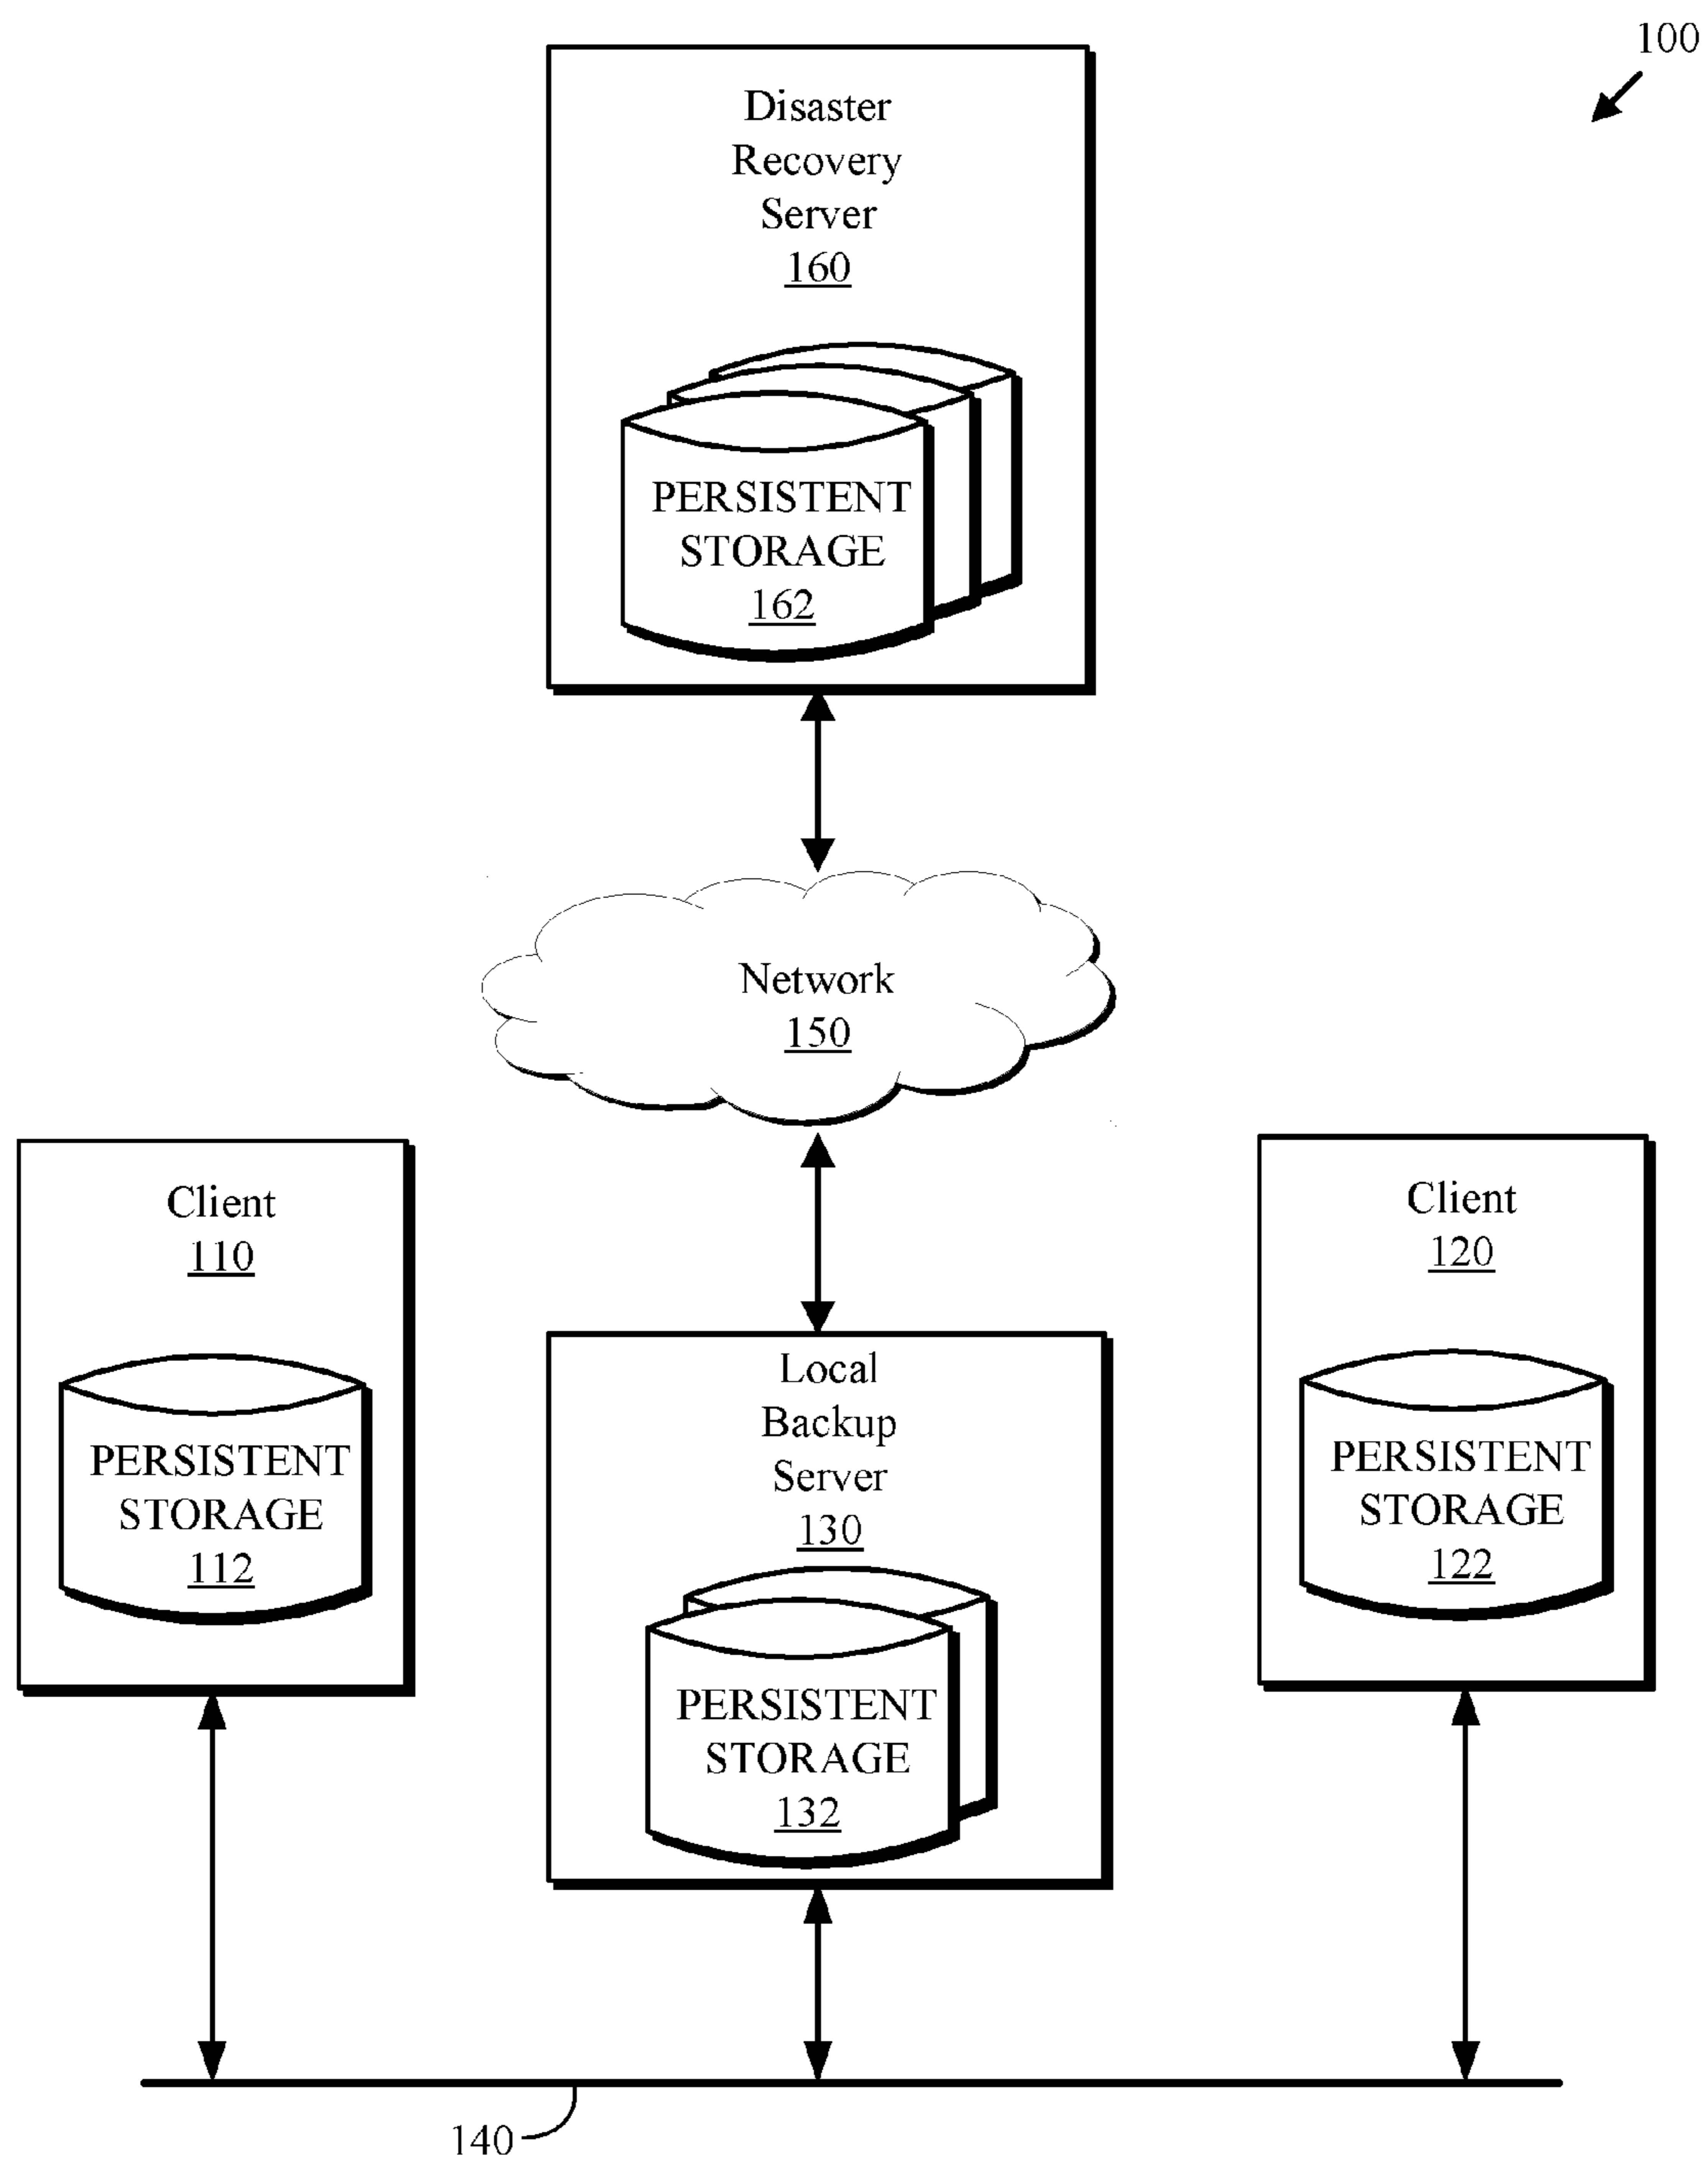 100
Disaster
Recovery
Server
160
PERSISTENT
STORAGE
162
Network
150
Client
110
PERSISTENT
STORAGE
112
Local
Backup
Server
130
PERSISTENT
STORAGE
132
Client
120
PERSISTENT
STORAGE
122
140